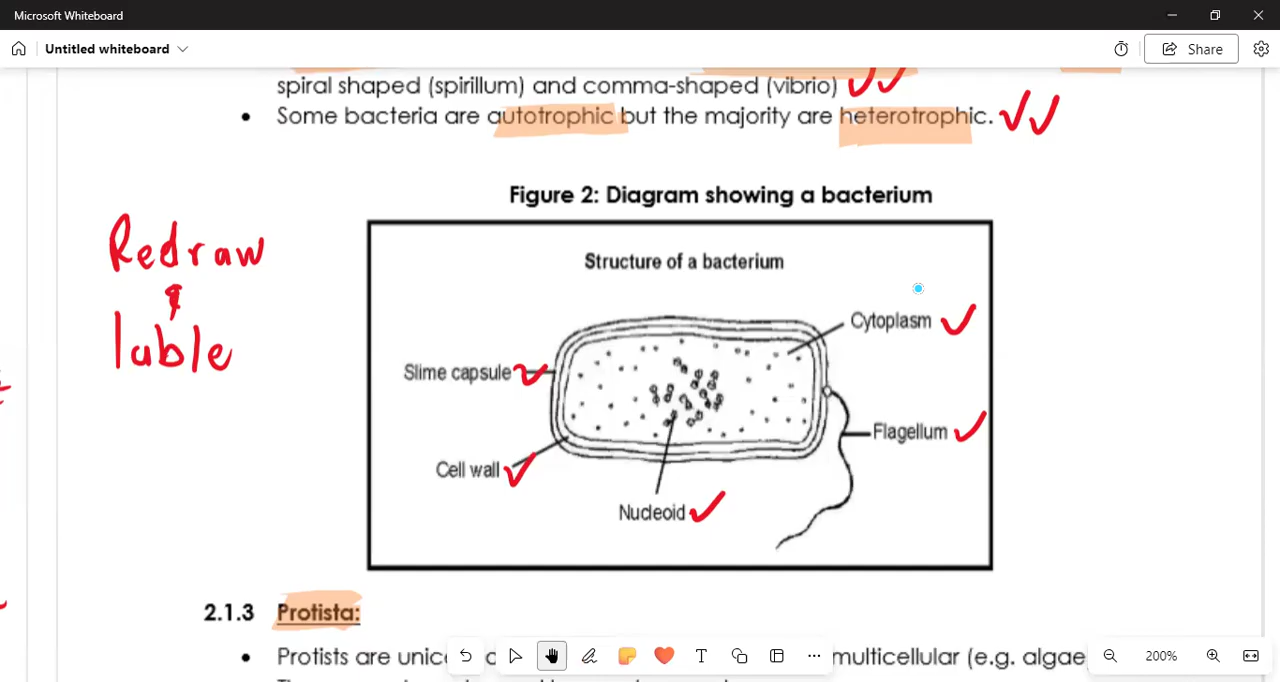 Microsoft Whiteboard
Untitled whiteboard
Share
spiral shaped (spirillum) and comma-shaped (vibrio)
• Some bacteria are autotrophic but the majority are heterotrophic.
Figure 2: Diagram showing a bacterium
Redraw
&
lable
Structure of a bacterium
Cytoplasm
Slime capsule
Flagellum
Cell wall
Nucleoid
2.1.3 Protista:
• Protists are multicellular (e.g. algae
200%